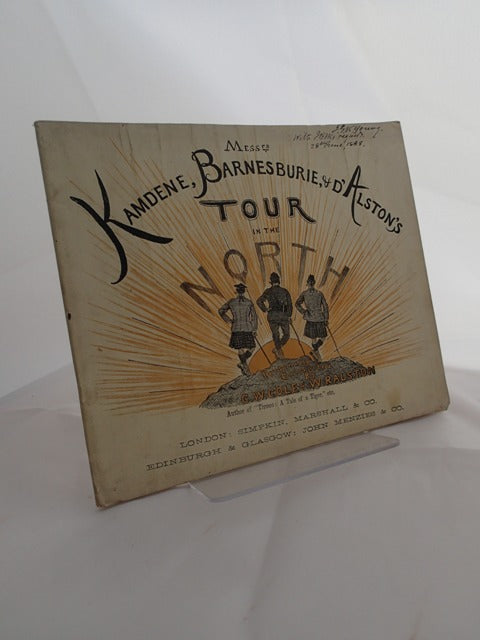 Messrs
Kamdene, Barnesburie, & D'Alston's
TOUR
IN THE
NORTH
Author of "Tinnos: A Tale of a Tiger," etc.
LONDON: SIMPKIN, MARSHALL & CO.
EDINBURGH & GLASGOW: JOHN MENZIES & CO.